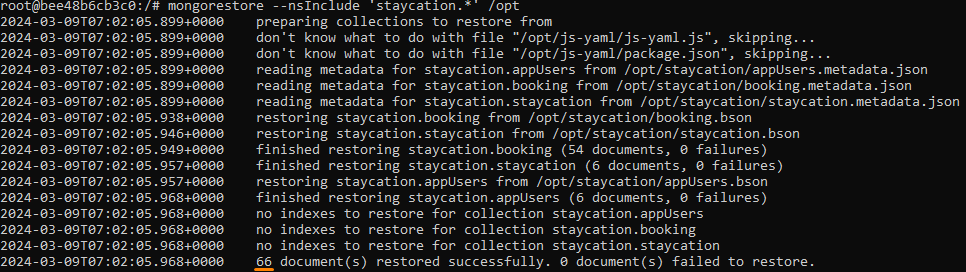 root@bee48b6cb3c0:/# mongorestore --nsInclude 'staycation.*' /opt
2024-03-09T07:02:05.899+0000    preparing collections to restore from
2024-03-09T07:02:05.899+0000    don't know what to do with file "/opt/js-yaml/js-yaml.js", skipping...
2024-03-09T07:02:05.899+0000    don't know what to do with file "/opt/js-yaml/package.json", skipping...
2024-03-09T07:02:05.899+0000    reading metadata for staycation.appUsers from /opt/staycation/appUsers.metadata.json
2024-03-09T07:02:05.899+0000    reading metadata for staycation.booking from /opt/staycation/booking.metadata.json
2024-03-09T07:02:05.899+0000    reading metadata for staycation.staycation from /opt/staycation/staycation.metadata.json
2024-03-09T07:02:05.938+0000    restoring staycation.booking from /opt/staycation/booking.bson
2024-03-09T07:02:05.946+0000    restoring staycation.staycation from /opt/staycation/staycation.bson
2024-03-09T07:02:05.949+0000    finished restoring staycation.booking (54 documents, 0 failures)
2024-03-09T07:02:05.957+0000    finished restoring staycation.staycation (6 documents, 0 failures)
2024-03-09T07:02:05.957+0000    restoring staycation.appUsers from /opt/staycation/appUsers.bson
2024-03-09T07:02:05.968+0000    finished restoring staycation.appUsers (6 documents, 0 failures)
2024-03-09T07:02:05.968+0000    no indexes to restore for collection staycation.appUsers
2024-03-09T07:02:05.968+0000    no indexes to restore for collection staycation.booking
2024-03-09T07:02:05.968+0000    no indexes to restore for collection staycation.staycation
2024-03-09T07:02:05.968+0000    66 document(s) restored successfully. 0 document(s) failed to restore.